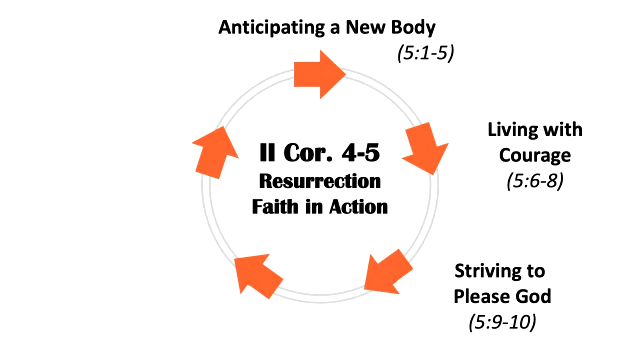 Anticipating a New Body
(5:1-5)
Living with
Courage
(5:6-8)
II Cor. 4-5
Resurrection
Faith in Action
Striving to
Please God
(5:9-10)